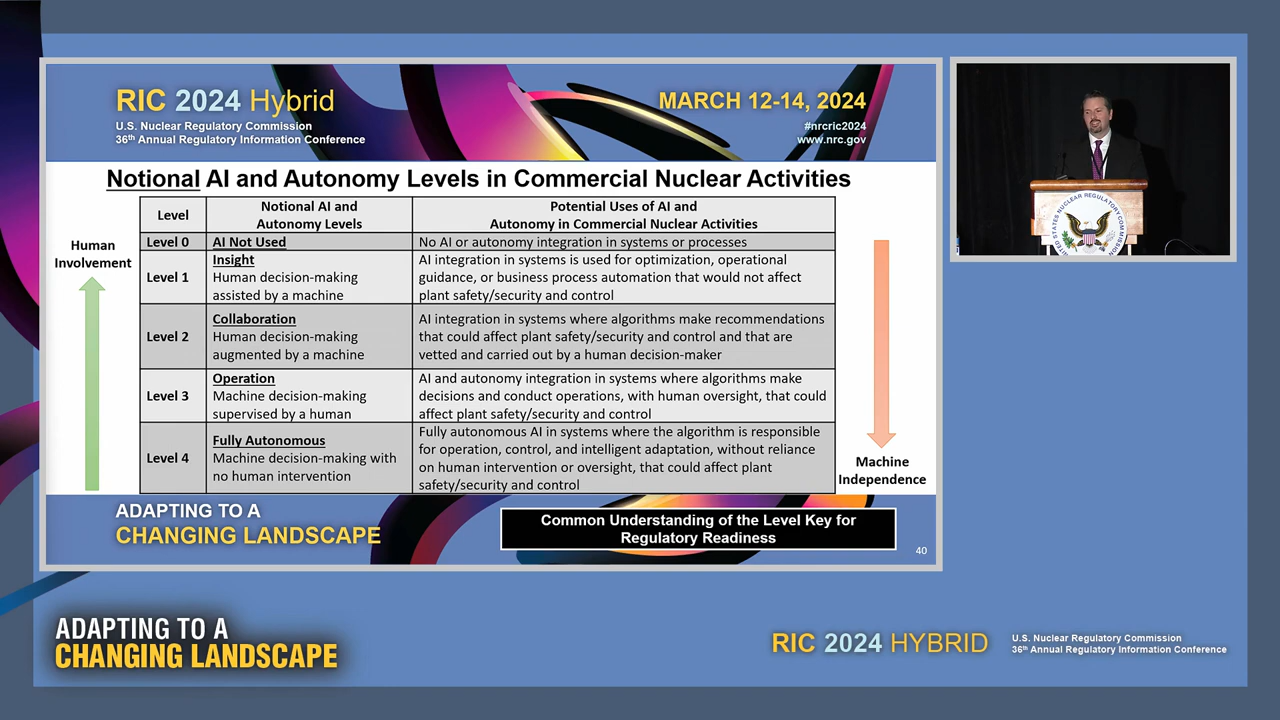 RIC 2024 Hybrid
U.S. Nuclear Regulatory Commission
36th Annual Regulatory Information Conference
MARCH 12-14, 2024
#nrcric2024
www.nrc.gov
Notional AI and Autonomy Levels in Commercial Nuclear Activities
Human
Involvement
Level
Notional AI and
Autonomy Levels
Potential Uses of AI and
Autonomy in Commercial Nuclear Activities
Level 0
AI Not Used
No AI or autonomy integration in systems or processes
Level 1
Insight
Human decision-making
assisted by a machine
AI integration in systems is used for optimization, operational
guidance, or business process automation that would not affect
plant safety/security and control
Level 2
Collaboration
Human decision-making
augmented by a machine
AI integration in systems where algorithms make recommendations
that could affect plant safety/security and control and that are
vetted and carried out by a human decision-maker
Level 3
Operation
Machine decision-making
supervised by a human
AI and autonomy integration in systems where algorithms make
decisions and conduct operations, with human oversight, that could
affect plant safety/security and control
Level 4
Fully Autonomous
Machine decision-making with
no human intervention
Fully autonomous AI in systems where the algorithm is responsible
for operation, control, and intelligent adaptation, without reliance
on human intervention or oversight, that could affect plant
safety/security and control
Machine
Independence
ADAPTING TO A
CHANGING LANDSCAPE
Common Understanding of the Level Key for
Regulatory Readiness
40
UNITED STATES NUCLEAR REGULATORY
ADAPTING TO A
CHANGING LANDSCAPE
RIC 2024 HYBRID
U.S. Nuclear Regulatory Commission
36th Annual Regulatory Information Conference